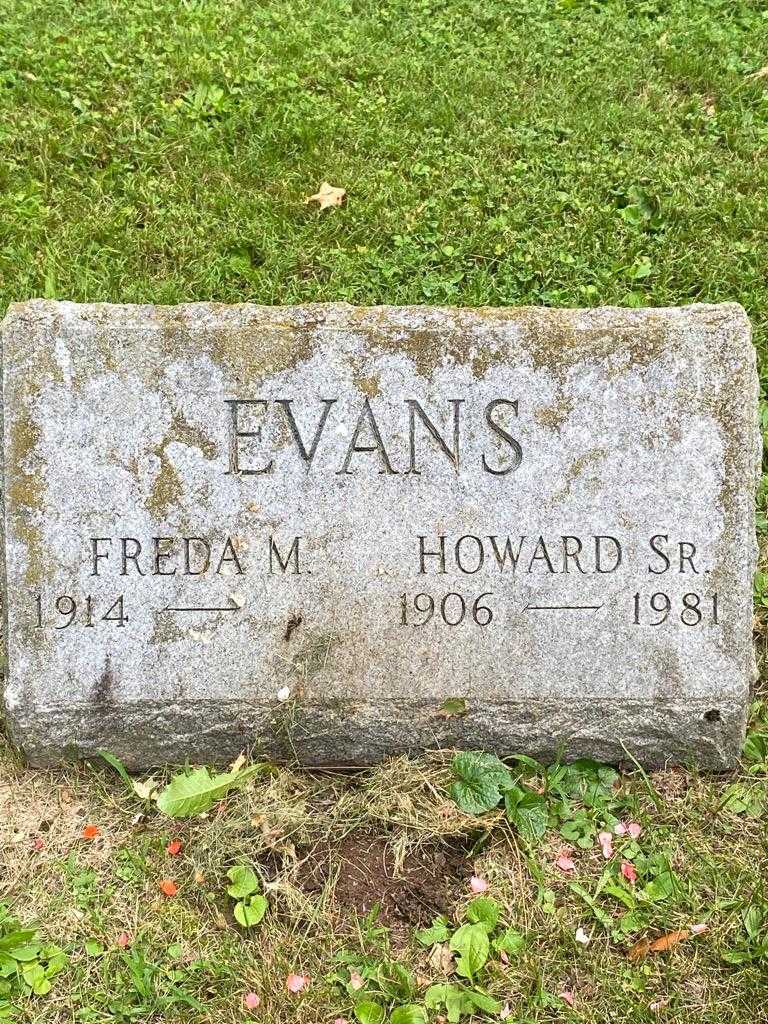 EVANS
FREDA M. HOWARD SR.
1914 — 1906 — 1981